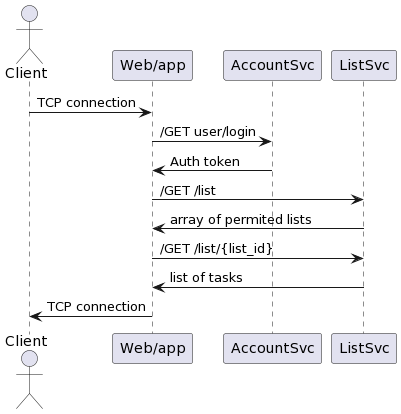 Client
Web/app
AccountSvc
ListSvc
TCP connection
/GET user/login
Auth token
/GET /list
array of permited lists
/GET /list/{list_id}
list of tasks
TCP connection
Client
Web/app
AccountSvc
ListSvc